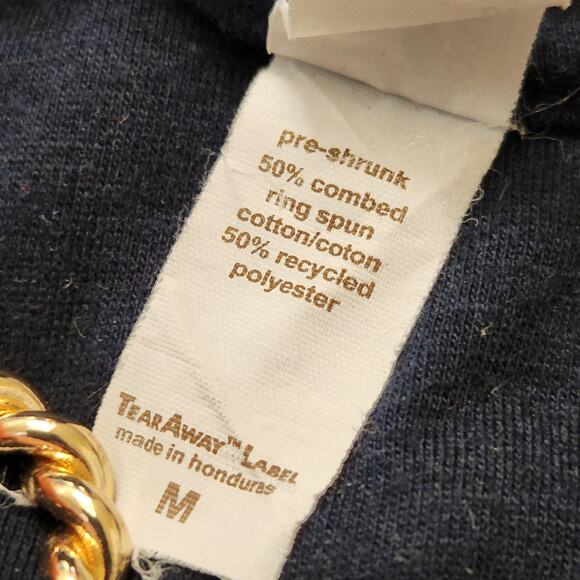 pre-shrunk
50% combed
ring spun
cotton/coton
50% recycled
polyester
TEARAWAY™ LABEL
made in honduras
M